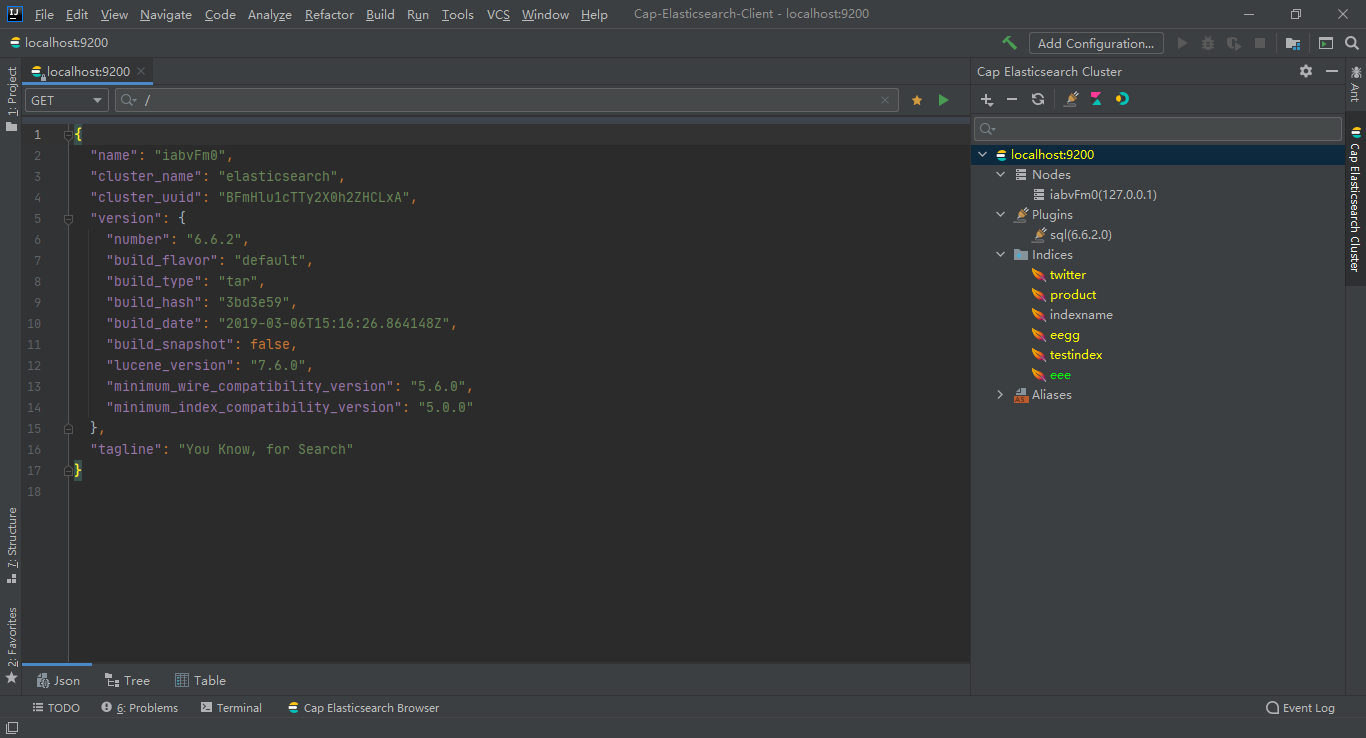 File Edit View Navigate Code Analyze Refactor Build Run Tools VCS Window Help Cap-Elasticsearch-Client - localhost:9200
localhost:9200
Add Configuration...
1: Project
localhost:9200
GET
/
1 {
2 "name": "iabvFm0",
3 "cluster_name": "elasticsearch",
4 "cluster_uuid": "BFmHlu1cTTy2X0h2ZHCLxA",
5 "version": {
6 "number": "6.6.2",
7 "build_flavor": "default",
8 "build_type": "tar",
9 "build_hash": "3bd3e59",
10 "build_date": "2019-03-06T15:16:26.864148Z",
11 "build_snapshot": false,
12 "lucene_version": "7.6.0",
13 "minimum_wire_compatibility_version": "5.6.0",
14 "minimum_index_compatibility_version": "5.0.0"
15 },
16 "tagline": "You Know, for Search"
17 }
18
Cap Elasticsearch Cluster
localhost:9200
Nodes
iabvFm0(127.0.0.1)
Plugins
sql(6.6.2.0)
Indices
twitter
product
indexname
eegg
testindex
eee
Aliases
Ant
Cap Elasticsearch Cluster
7: Structure
2: Favorites
Json Tree Table
TODO 6: Problems Terminal Cap Elasticsearch Browser Event Log